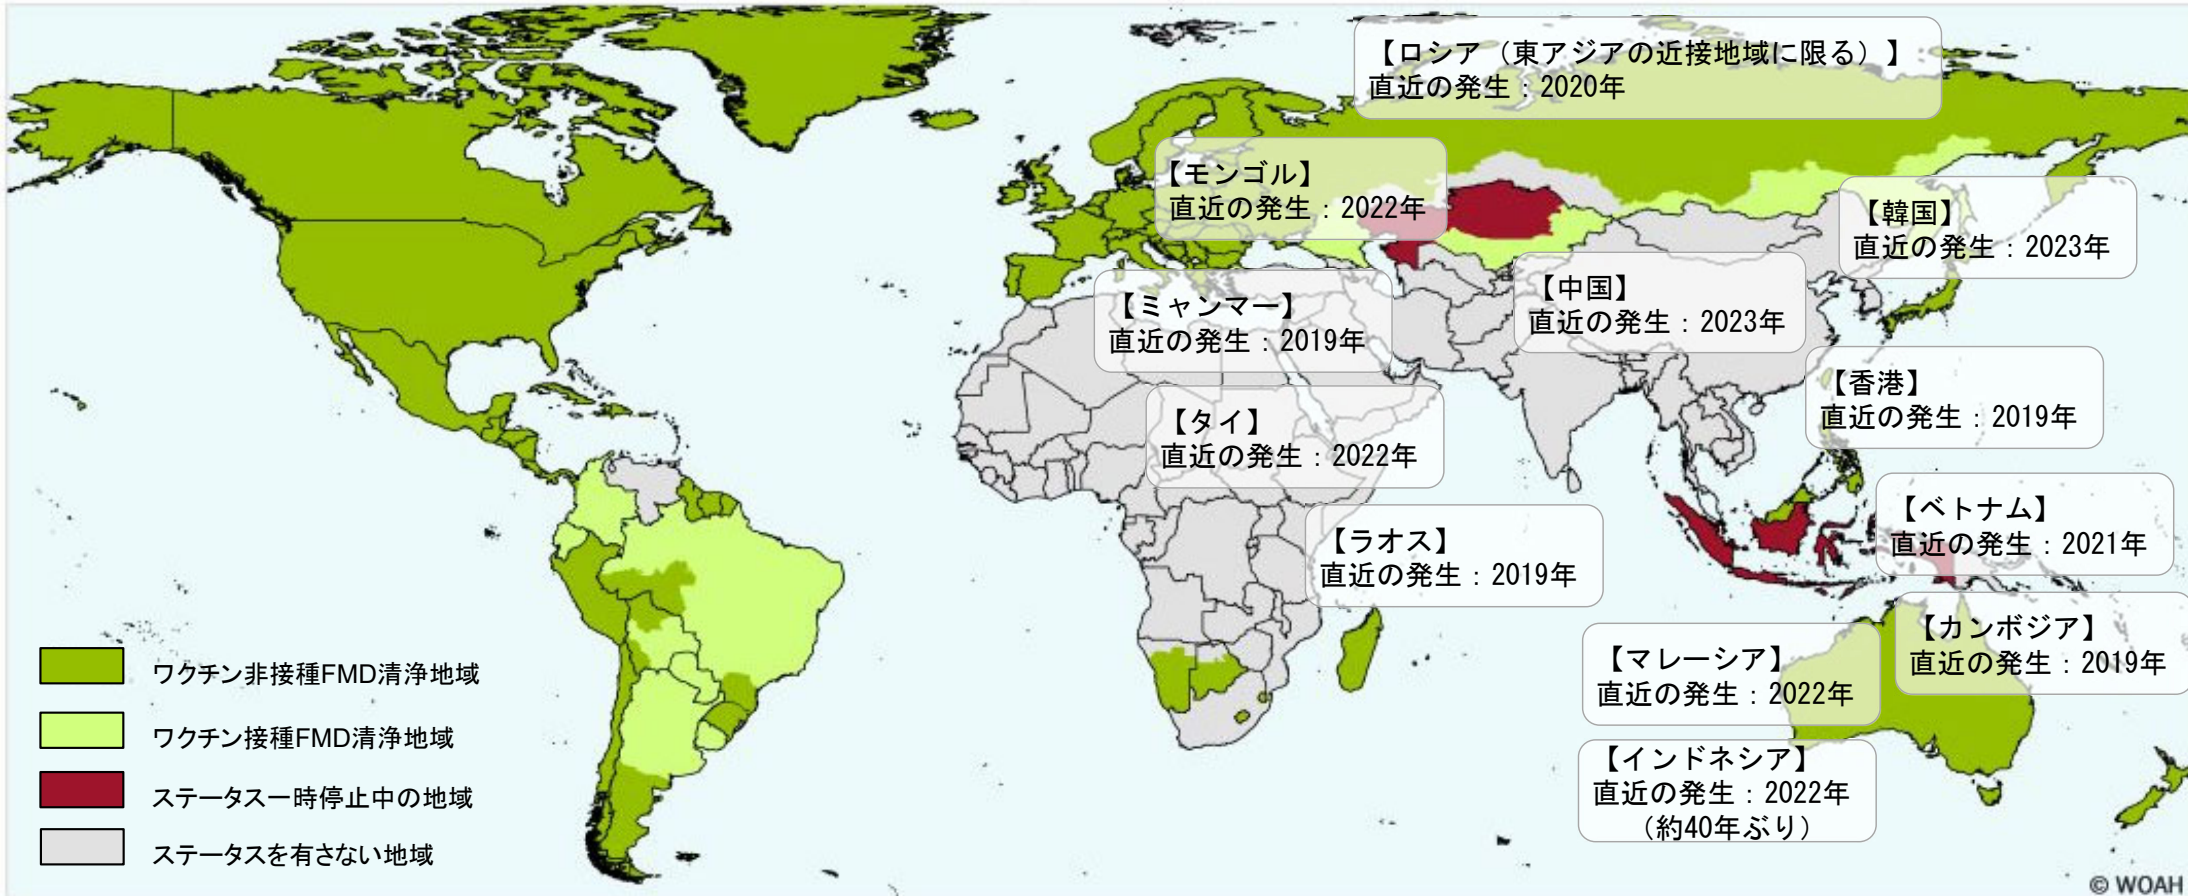 【ロシア（東アジアの近接地域に限る）】
直近の発生：2020年
【モンゴル】
直近の発生：2022年
【韓国】
直近の発生：2023年
【中国】
直近の発生：2023年
【ミャンマー】
直近の発生：2019年
【香港】
直近の発生：2019年
【タイ】
直近の発生：2022年
【ベトナム】
直近の発生：2021年
【ラオス】
直近の発生：2019年
【カンボジア】
直近の発生：2019年
【マレーシア】
直近の発生：2022年
【インドネシア】
直近の発生：2022年
（約40年ぶり）
ワクチン非接種FMD清浄地域
ワクチン接種FMD清浄地域
ステータス一時停止中の地域
ステータスを有さない地域
© WOAH